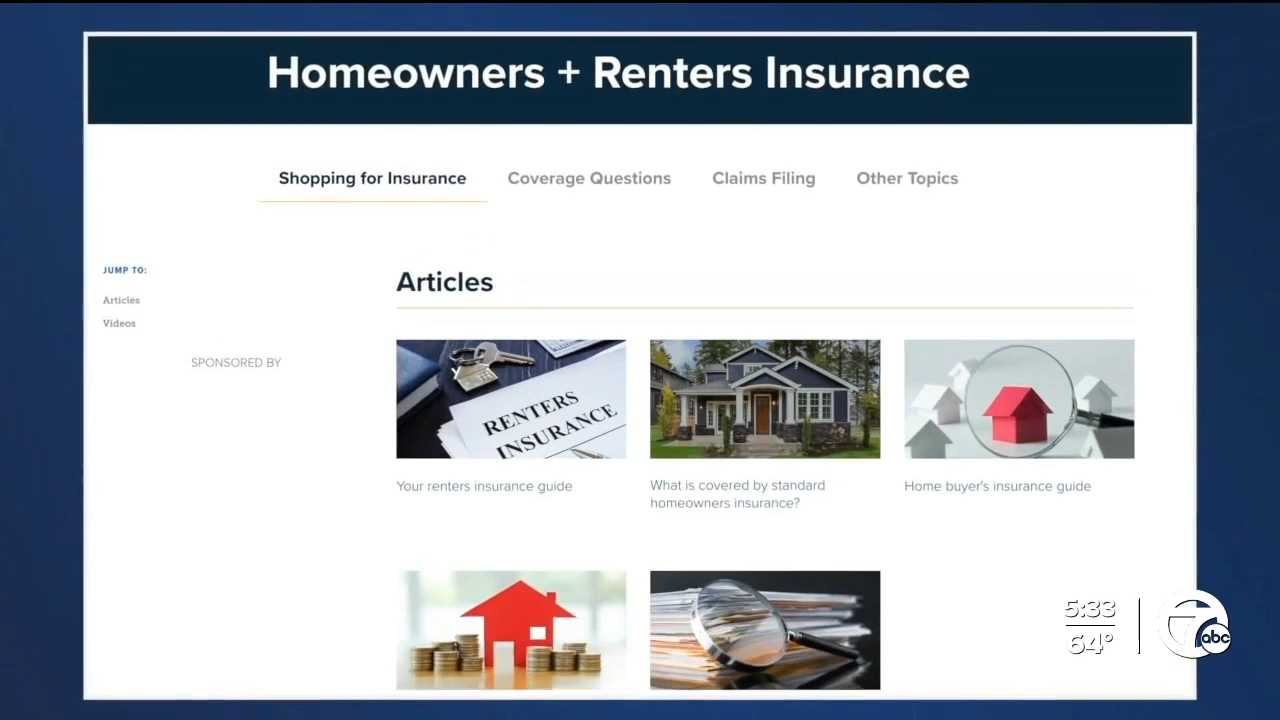 Homeowners + Renters Insurance
Shopping for Insurance
Coverage Questions
Claims Filing
Other Topics
JUMP TO:
Articles
Videos
SPONSORED BY
Articles
RENTERS
INSURANCE
Your renters insurance guide
What is covered by standard
homeowners insurance?
Home buyer's insurance guide
5:33
64°
7
abc